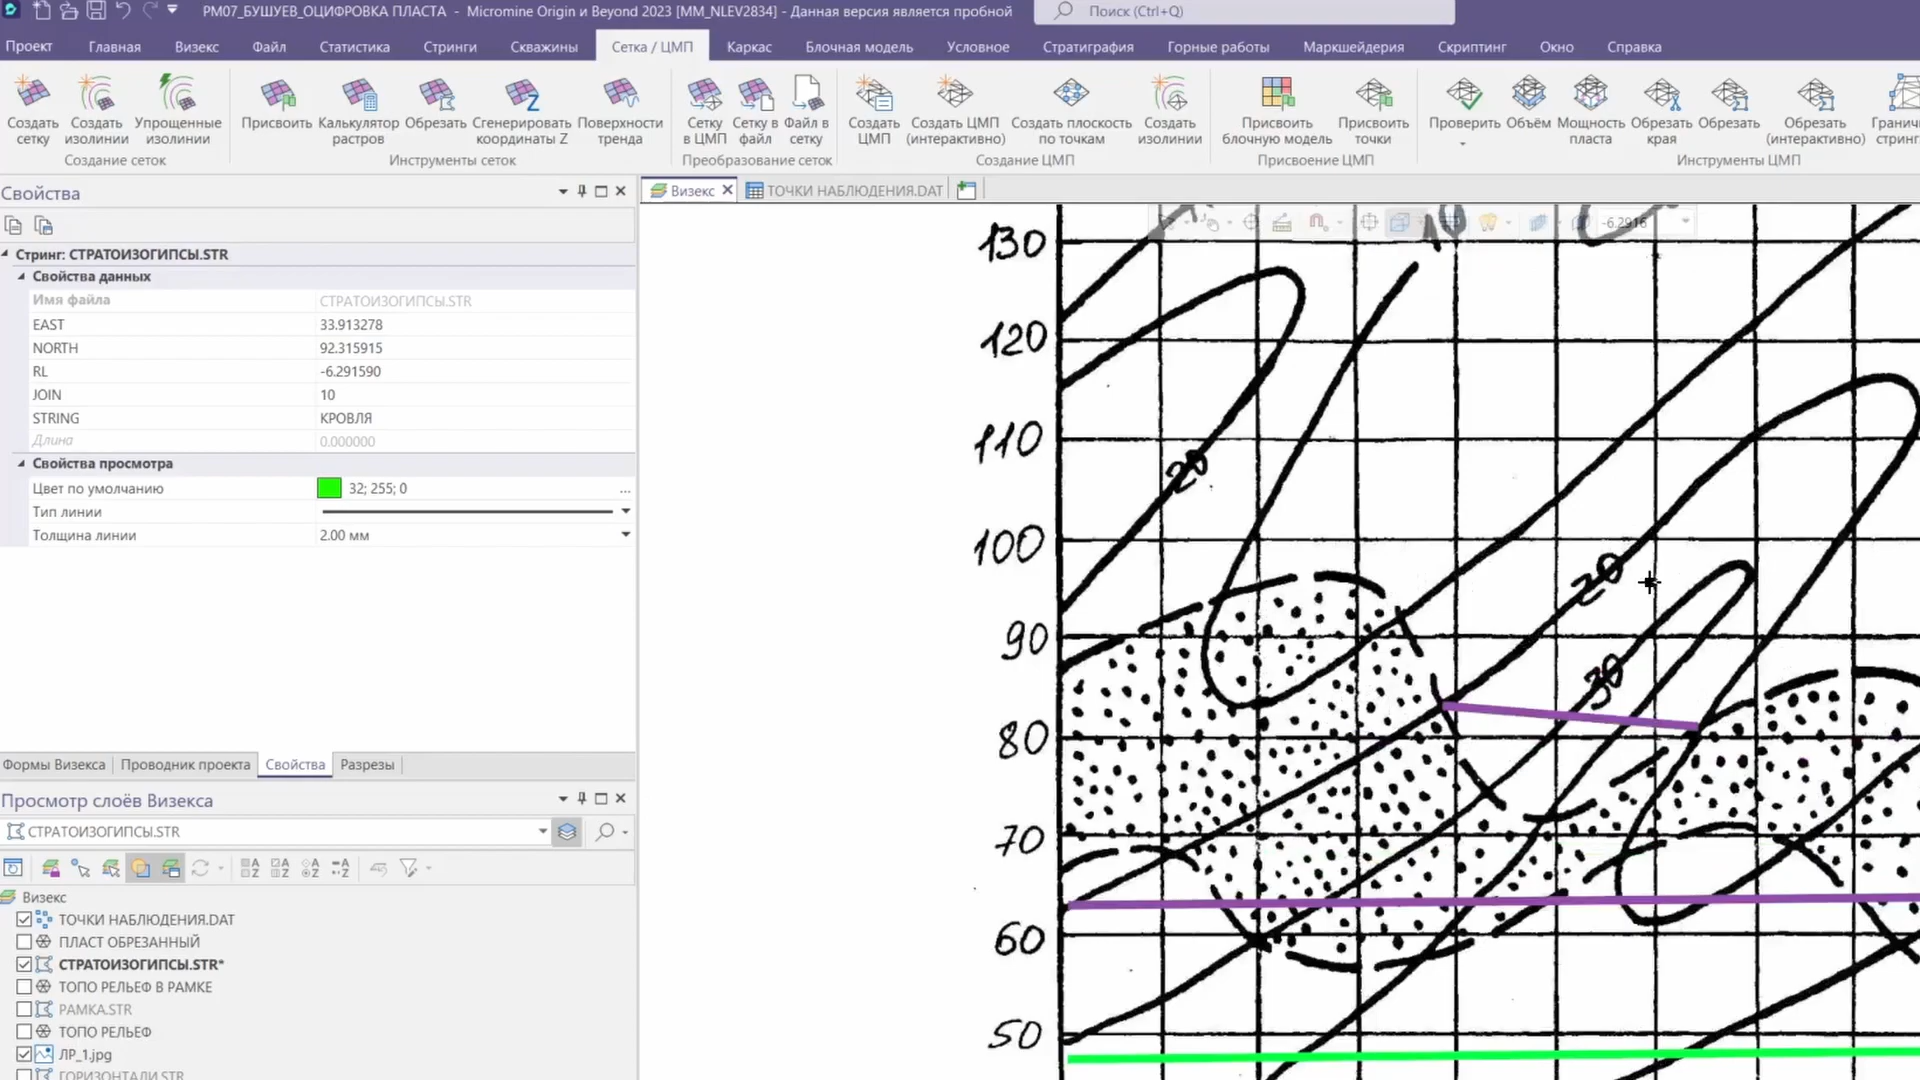 РМ07_БУШУЕВ_ОЦИФРОВКА ПЛАСТА - Micromine Origin и Beyond 2023 [MM_NLEV2834] - Данная версия является пробной
Поиск (Ctrl+Q)
Проект Главная Визекс Файл Статистика Стринги Скважины Сетка / ЦМП Каркас Блочная модель Условное Стратиграфия Горные работы Маркшейдерия Скриптинг Окно Справка
Создать сетку
Создать изолинии
Упрощенные изолинии
Создание сеток
Присвоить
Калькулятор растров
Обрезать
Сгенерировать координаты Z
Поверхности тренда
Инструменты сеток
Сетку в ЦМП
Сетку в файл
Файл в сетку
Преобразование сеток
Создать ЦМП
Создать ЦМП (интерактивно)
Создать плоскость по точкам
Создать изолинии
Создание ЦМП
Присвоить блочную модель
Присвоить точки
Присвоение ЦМП
Проверить
Объём
Мощность пласта
Обрезать края
Обрезать
Обрезать (интерактивно)
Инструменты ЦМП
Свойства
Стринг: СТРАТОИЗОГИПСЫ.STR
Свойства данных
Имя файла СТРАТОИЗОГИПСЫ.STR
EAST 33.913278
NORTH 92.315915
RL -6.291590
JOIN 10
STRING КРОВЛЯ
Длина 0.000000
Свойства просмотра
Цвет по умолчанию 32; 255; 0 ...
Тип линии
Толщина линии 2.00 мм
Формы Визекса Проводник проекта Свойства Разрезы
Просмотр слоёв Визекса
СТРАТОИЗОГИПСЫ.STR
Визекс
ТОЧКИ НАБЛЮДЕНИЯ.DAT
ПЛАСТ ОБРЕЗАННЫЙ
СТРАТОИЗОГИПСЫ.STR*
ТОПО РЕЛЬЕФ В РАМКЕ
РАМКА.STR
ТОПО РЕЛЬЕФ
ЛР_1.jpg
ГОРИЗОНТАЛИ.STR
Визекс ТОЧКИ НАБЛЮДЕНИЯ.DAT
-6.2916
130
120
110
20
100
20
90
30
80
70
60
50